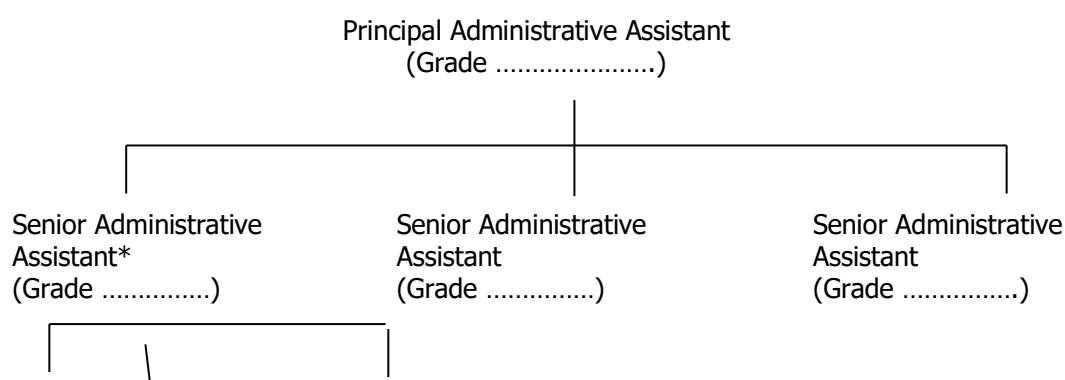 Principal Administrative Assistant
(Grade ………………….)
Senior Administrative
Assistant*
(Grade ……………)
Senior Administrative
Assistant
(Grade ……………)
Senior Administrative
Assistant
(Grade …………….)